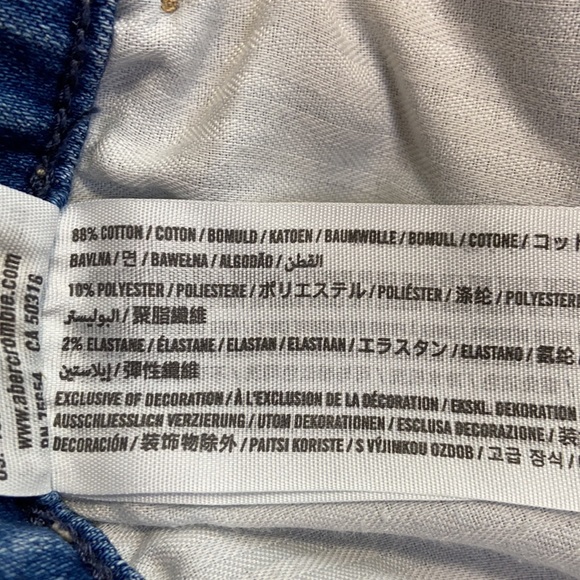 88% COTTON / COTON / BOMULD / KATOEN / BAUMWOLLE / BOMULL / COTONE / コット
BAVLNA / 면 / BAWEŁNA / ALGODÃO / القطن
10% POLYESTER / POLIESTERE / ポリエステル / POLIÉSTER / 涤纶 / POLYESTERE
البوليستر / 聚脂纖維
2% ELASTANE / ÉLASTANE / ELASTAN / ELASTAAN / エラスタン / ELASTANO / 氨纶
إيلاستين / 彈性纖維
EXCLUSIVE OF DECORATION / À L'EXCLUSION DE LA DÉCORATION / EKSKL. DEKORATION
AUSSCHLIESSLICH VERZIERUNG / UTOM DEKORATIONEN / ESCLUSA DECORAZIONE / 装
DECORACIÓN / 装饰物除外 / PAITSI KORISTE / S VÝJIMKOU OZDOB / 고급 장식 /
www.abercrombie.com
CA 50316